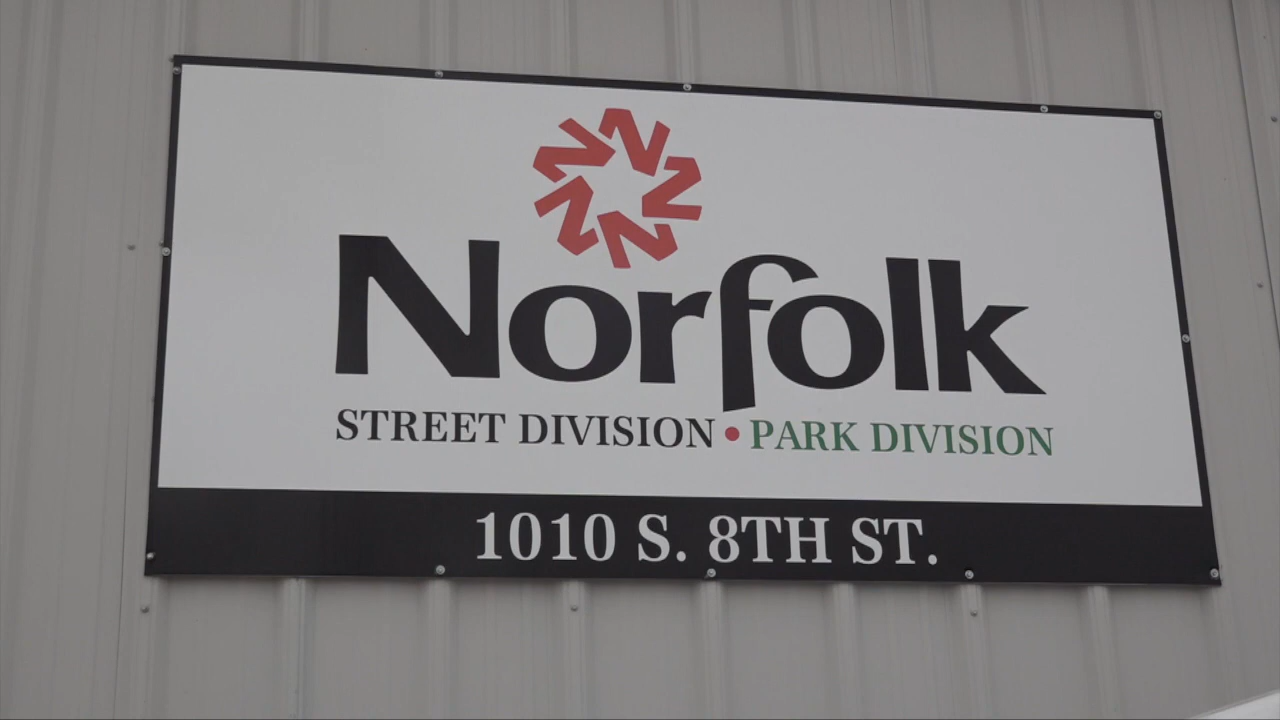 Norfolk
STREET DIVISION • PARK DIVISION
1010 S. 8TH ST.